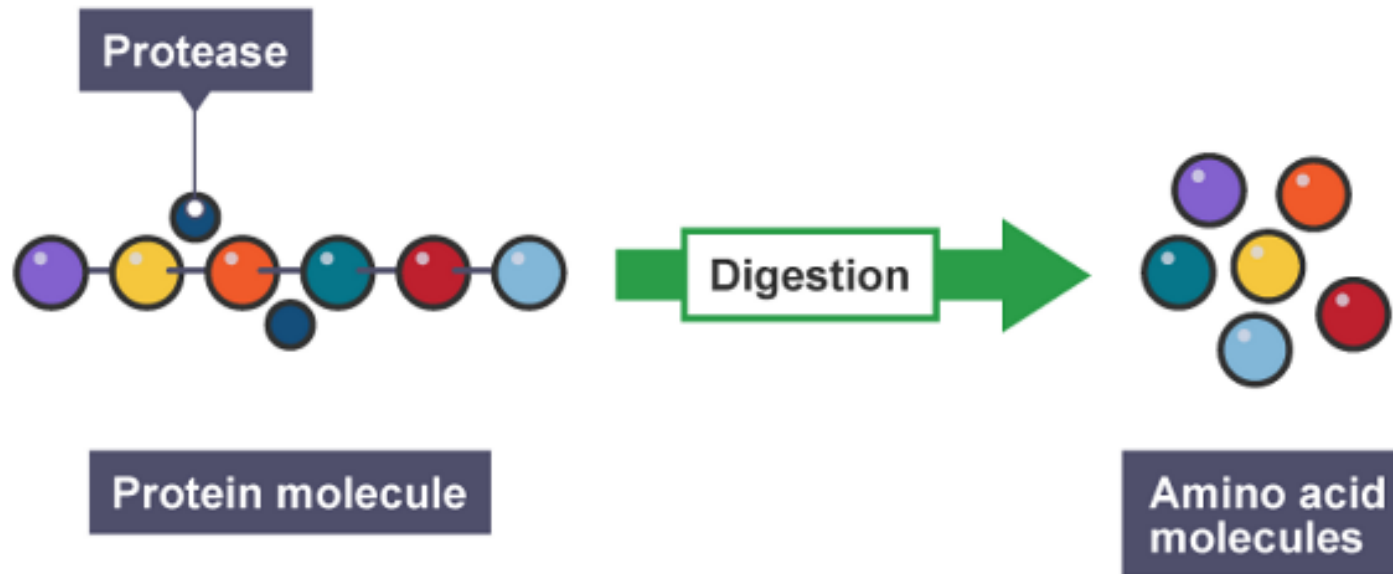 Protease
Digestion
Protein molecule
Amino acid
molecules